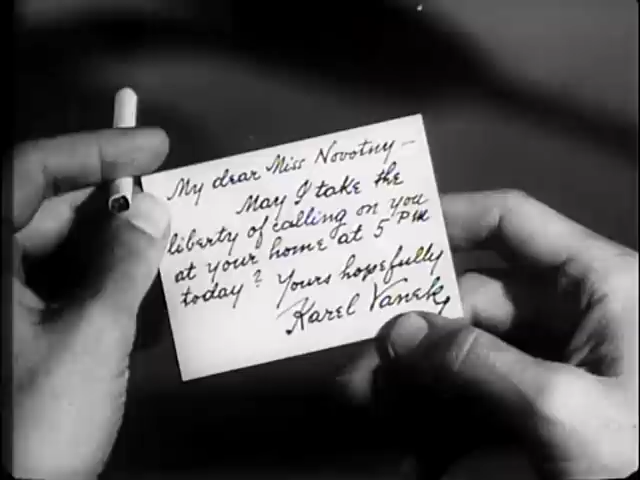 My dear Miss Novotny –
May I take the
liberty of calling on you
at your home at 5 PM
today? Yours hopefully
Karel Vanek